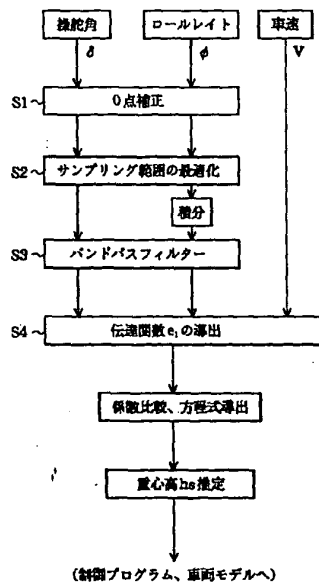 操舵角 ロールレイト 車速
δ φ V
S1～ 0点補正
S2～ サンプリング範囲の最適化
積分
S3～ バンドパスフィルター
S4～ 伝達関数e₁の導出
係数比較、方程式導出
重心高hs推定
(制御プログラム、車両モデルへ)